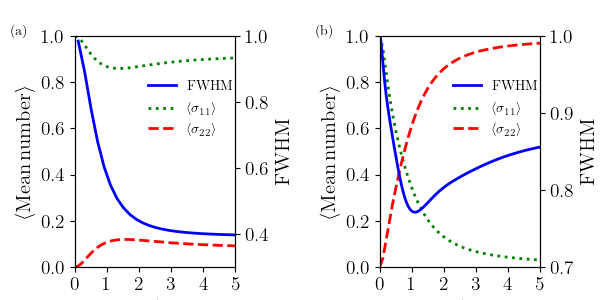 (a)
(b)
1.0
0.8
0.6
0.4
0.2
0.0
0
1
2
3
4
5
1.0
0.8
0.6
0.4
⟨Mean number⟩
FWHM
FWHM
⟨σ₁₁⟩
⟨σ₂₂⟩
1.0
0.8
0.6
0.4
0.2
0.0
0
1
2
3
4
5
1.0
0.9
0.8
0.7
⟨Mean number⟩
FWHM
FWHM
⟨σ₁₁⟩
⟨σ₂₂⟩